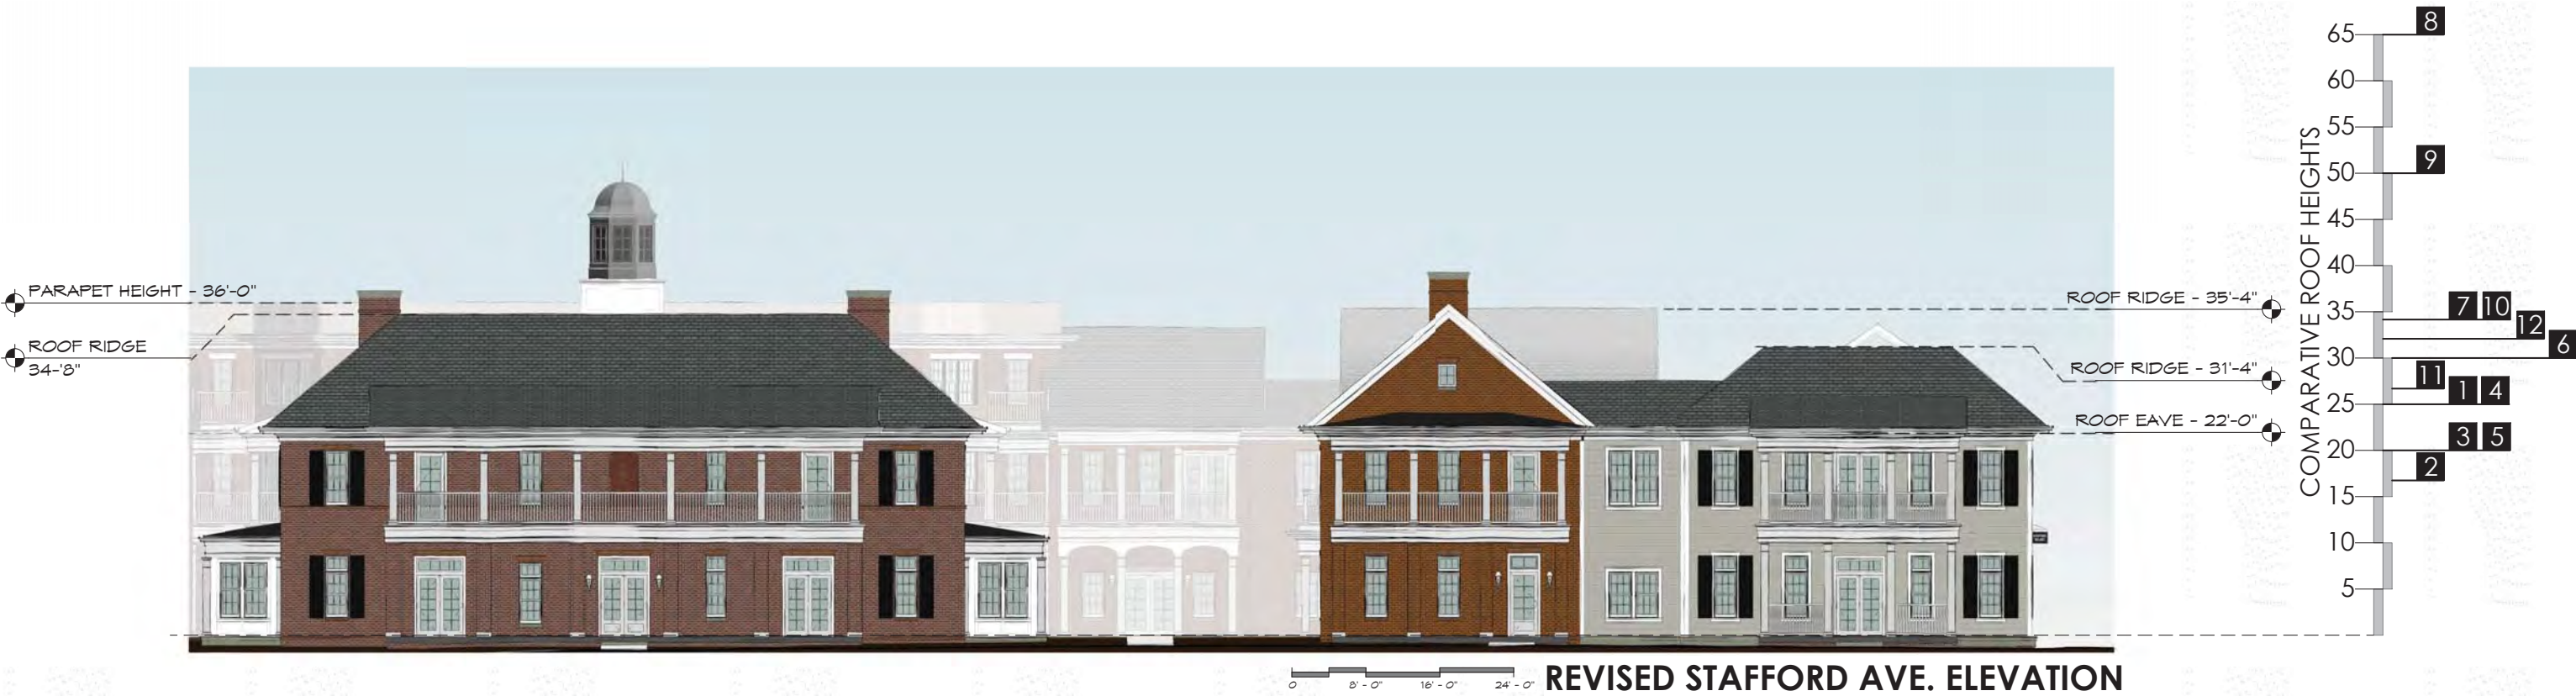 PARAPET HEIGHT - 36'-0"
ROOF RIDGE
34-'8"
ROOF RIDGE - 35'-4"
ROOF RIDGE - 31'-4"
ROOF EAVE - 22'-0"
COMPARATIVE ROOF HEIGHTS
65
60
55
50
45
40
35
30
25
20
15
10
5
8
9
7 10
12
6
11
1 4
3 5
2
0 8' - 0" 16' - 0" 24' - 0"
REVISED STAFFORD AVE. ELEVATION